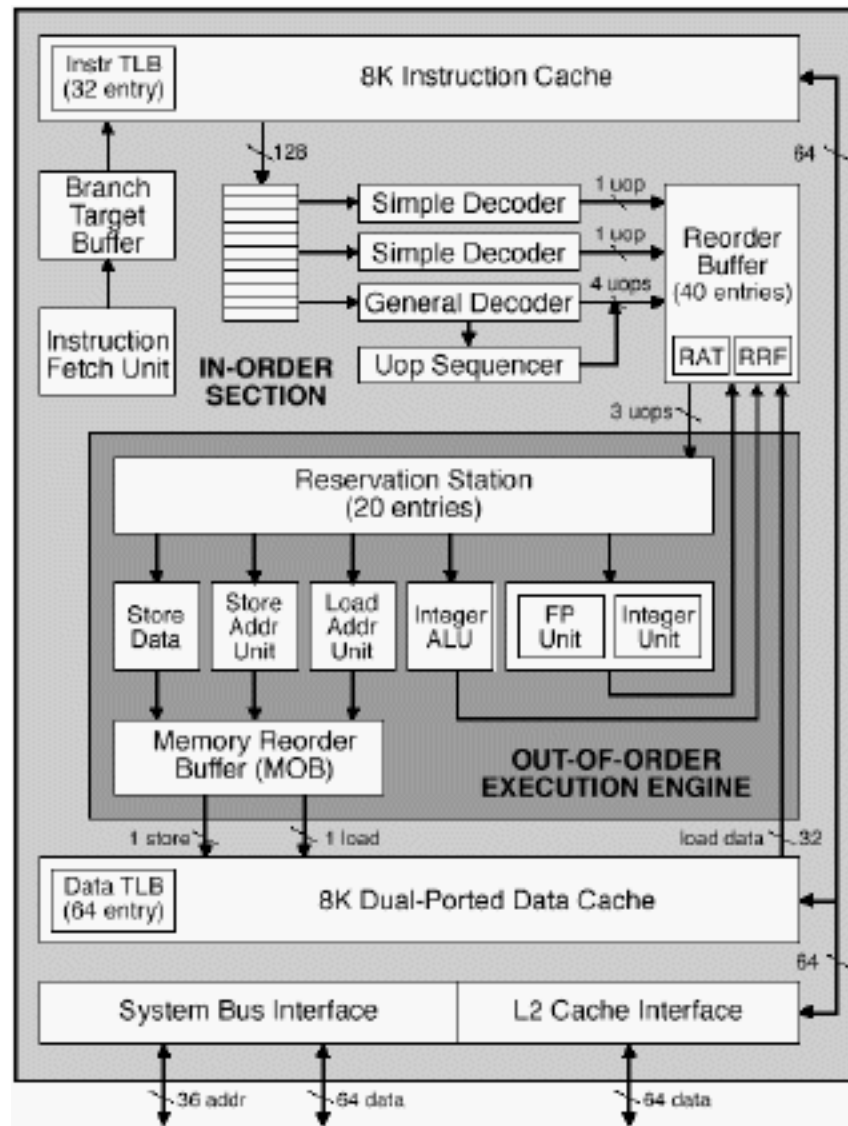 Instr TLB
(32 entry)
8K Instruction Cache
128
64
Branch
Target
Buffer
Simple Decoder
1 uop
Simple Decoder
1 uop
General Decoder
4 uops
Uop Sequencer
Reorder
Buffer
(40 entries)
RAT
RRF
Instruction
Fetch Unit
IN-ORDER
SECTION
3 uops
Reservation Station
(20 entries)
Store
Data
Store
Addr
Unit
Load
Addr
Unit
Integer
ALU
FP
Unit
Integer
Unit
Memory Reorder
Buffer (MOB)
OUT-OF-ORDER
EXECUTION ENGINE
1 store
1 load
load data
32
Data TLB
(64 entry)
8K Dual-Ported Data Cache
64
System Bus Interface
L2 Cache Interface
36 addr
64 data
64 data